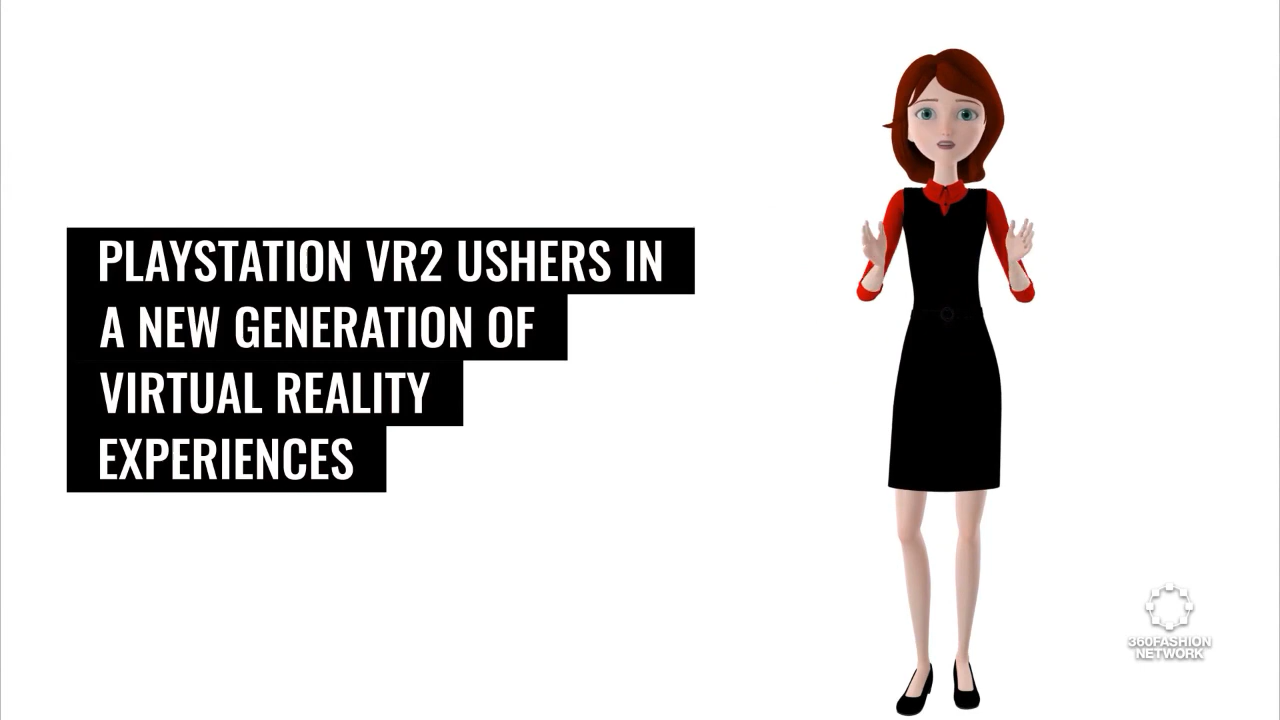 PLAYSTATION VR2 USHERS IN
A NEW GENERATION OF
VIRTUAL REALITY
EXPERIENCES
360FASHION
NETWORK